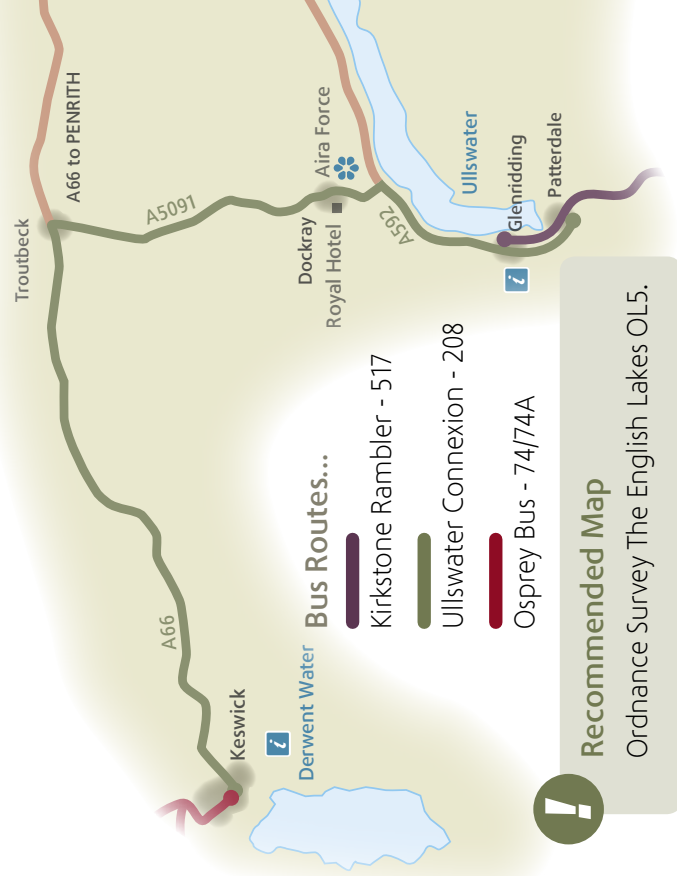 Troutbeck
A66 to PENRITH
A5091
Aira Force
Dockray
Royal Hotel
A592
Ullswater
Glenridding
Patterdale
i
A66
Keswick
i
Derwent Water
Bus Routes...
Kirkstone Rambler - 517
Ullswater Connexion - 208
Osprey Bus - 74/74A
!
Recommended Map
Ordnance Survey The English Lakes OL5.